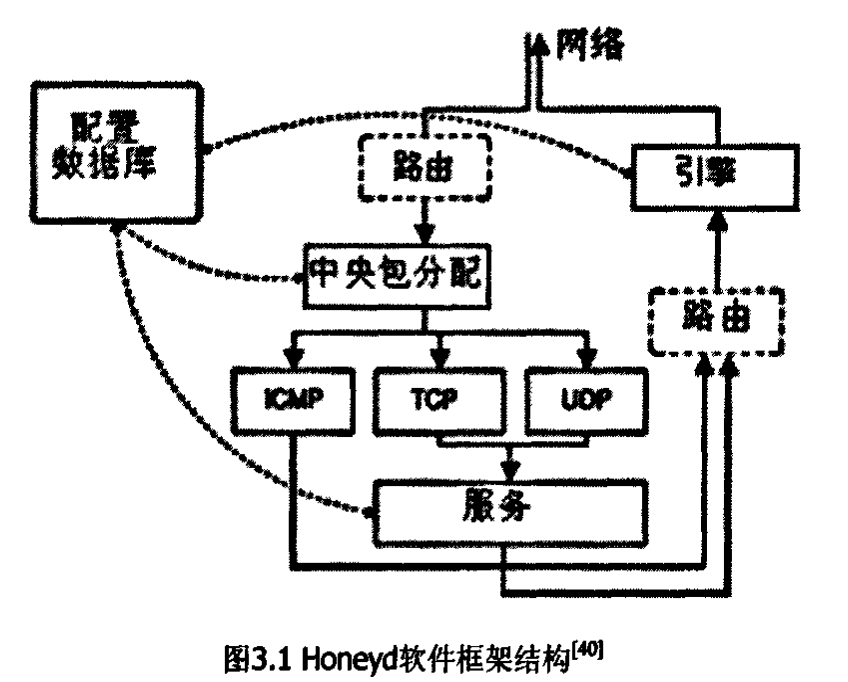 网络
配置
数据库
路由
引擎
中央包分配
路由
ICMP
TCP
UDP
服务
图3.1 Honeyd软件框架结构[40]